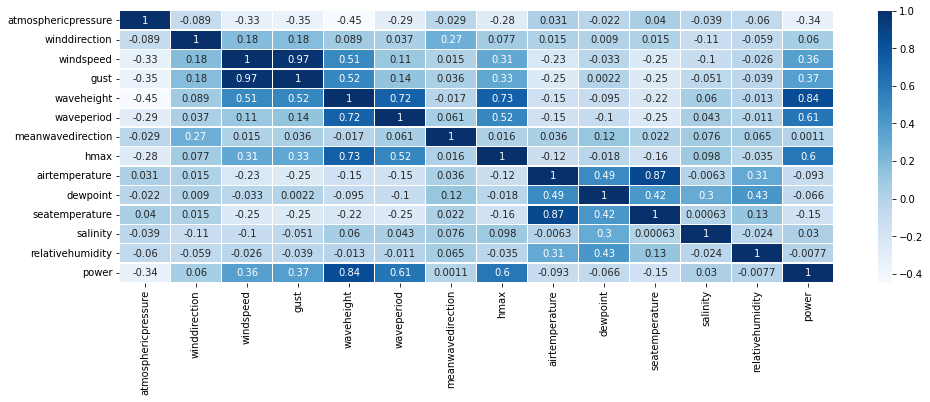 atmosphericpressure 1 -0.089 -0.33 -0.35 -0.45 -0.29 -0.029 -0.28 0.031 -0.022 0.04 -0.039 -0.06 -0.34
winddirection -0.089 1 0.18 0.18 0.089 0.037 0.27 0.077 0.015 0.009 0.015 -0.11 -0.059 0.06
windspeed -0.33 0.18 1 0.97 0.51 0.11 0.015 0.31 -0.23 -0.033 -0.25 -0.1 -0.026 0.36
gust -0.35 0.18 0.97 1 0.52 0.14 0.036 0.33 -0.25 0.0022 -0.25 -0.051 -0.039 0.37
waveheight -0.45 0.089 0.51 0.52 1 0.72 -0.017 0.73 -0.15 -0.095 -0.22 0.06 -0.013 0.84
waveperiod -0.29 0.037 0.11 0.14 0.72 1 0.061 0.52 -0.15 -0.1 -0.25 0.043 -0.011 0.61
meanwavedirection -0.029 0.27 0.015 0.036 -0.017 0.061 1 0.016 0.036 0.12 0.022 0.076 0.065 0.0011
hmax -0.28 0.077 0.31 0.33 0.73 0.52 0.016 1 -0.12 -0.018 -0.16 0.098 -0.035 0.6
airtemperature 0.031 0.015 -0.23 -0.25 -0.15 -0.15 0.036 -0.12 1 0.49 0.87 -0.0063 0.31 -0.093
dewpoint -0.022 0.009 -0.033 0.0022 -0.095 -0.1 0.12 -0.018 0.49 1 0.42 0.3 0.43 -0.066
seatemperature 0.04 0.015 -0.25 -0.25 -0.22 -0.25 0.022 -0.16 0.87 0.42 1 0.00063 0.13 -0.15
salinity -0.039 -0.11 -0.1 -0.051 0.06 0.043 0.076 0.098 -0.0063 0.3 0.00063 1 -0.024 0.03
relativehumidity -0.06 -0.059 -0.026 -0.039 -0.013 -0.011 0.065 -0.035 0.31 0.43 0.13 -0.024 1 -0.0077
power -0.34 0.06 0.36 0.37 0.84 0.61 0.0011 0.6 -0.093 -0.066 -0.15 0.03 -0.0077 1
atmosphericpressure
winddirection
windspeed
gust
waveheight
waveperiod
meanwavedirection
hmax
airtemperature
dewpoint
seatemperature
salinity
relativehumidity
power
1.0
0.8
0.6
0.4
0.2
0.0
−0.2
−0.4